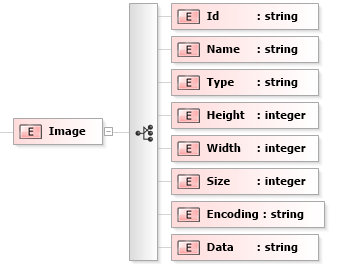 E Id : string
E Name : string
E Type : string
E Height : integer
E Image
E Width : integer
E Size : integer
E Encoding : string
E Data : string